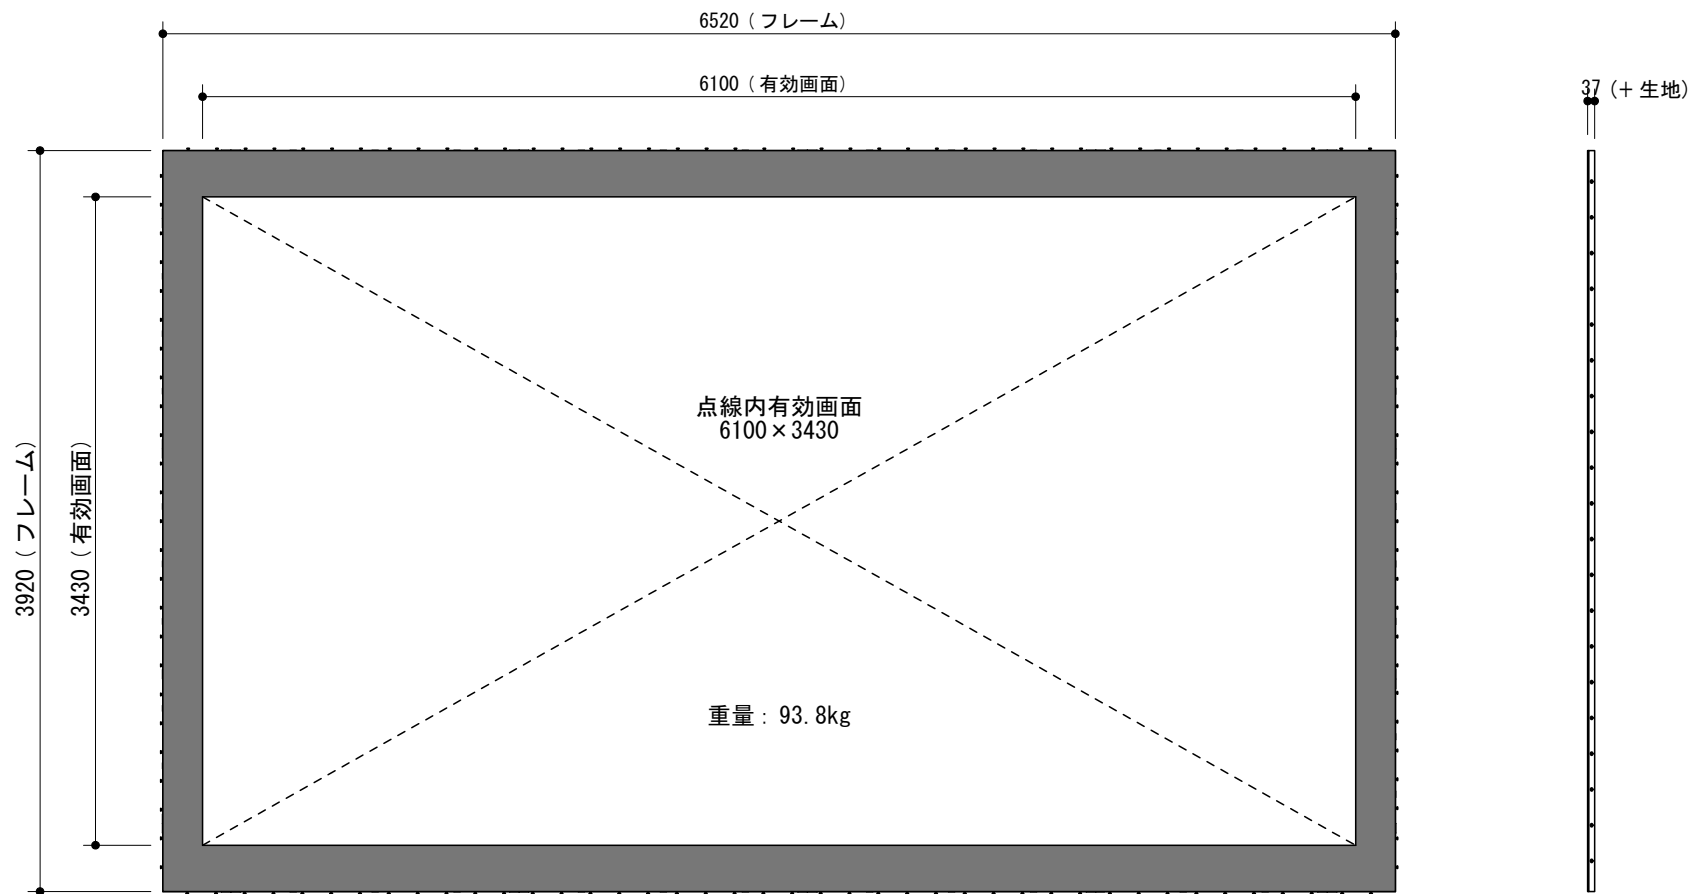 6520 (フレーム)
6100 (有効画面)
37 (+ 生地)
3920 (フレーム)
3430 (有効画面)
点線内有効画面
6100×3430
重量: 93.8kg